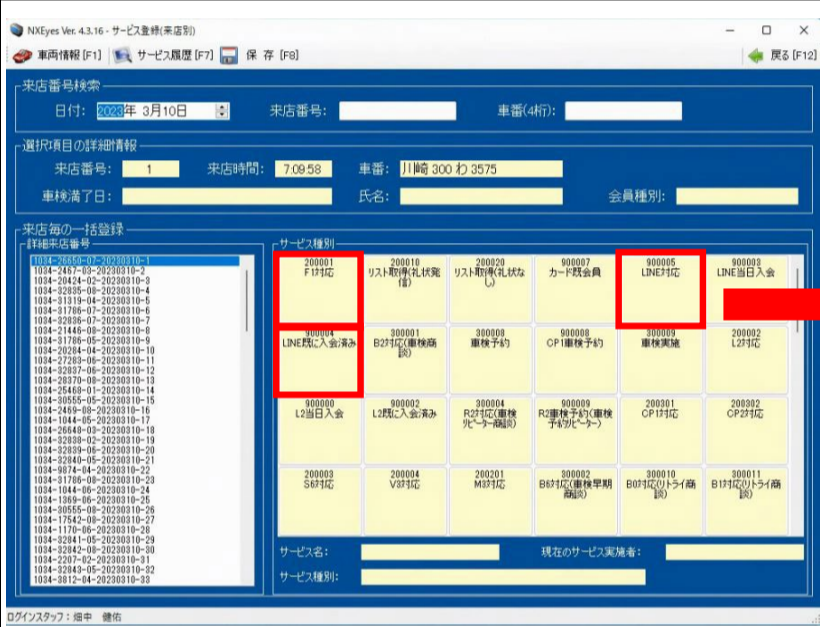 NXEyes Ver. 4.3.16 - サービス登録(来店別)
車両情報 [F1] サービス履歴 [F7] 保 存 [F8] 戻る [F12]
来店番号検索
日付: 2023年 3月10日 来店番号: 車番(4桁):
選択項目の詳細情報
来店番号: 1 来店時間: 7:09:58 車番: 川崎 300 わ 3575
車検満了日: 氏名: 会員種別:
来店毎の一括登録
詳細来店番号
1034-26650-07-20230310-1
1034-2467-03-20230310-2
1034-20424-02-20230310-3
1034-32835-08-20230310-4
1034-31319-04-20230310-5
1034-31786-07-20230310-6
1034-32836-07-20230310-7
1034-21446-08-20230310-8
1034-31786-05-20230310-9
1034-20284-04-20230310-10
1034-27283-06-20230310-11
1034-32837-06-20230310-12
1034-28370-08-20230310-13
1034-25468-01-20230310-14
1034-30555-05-20230310-15
1034-2469-08-20230310-16
1034-1044-05-20230310-17
1034-26648-03-20230310-18
1034-32838-02-20230310-19
1034-32839-06-20230310-20
1034-32840-05-20230310-21
1034-9874-04-20230310-22
1034-31786-08-20230310-23
1034-1044-06-20230310-24
1034-1369-06-20230310-25
1034-30555-08-20230310-26
1034-17542-08-20230310-27
1034-1170-06-20230310-28
1034-32841-05-20230310-29
1034-32842-08-20230310-30
1034-2207-02-20230310-31
1034-32843-05-20230310-32
1034-3812-04-20230310-33
サービス種別
200001
F1対応
200010
リスト取得(礼状発
信)
200020
リスト取得(礼状な
し)
900007
カード既会員
900005
LINE対応
900003
LINE当日入会
900004
LINE既に入会済み
300001
B2対応(車検商
談)
300008
車検予約
900008
CP1車検予約
300009
車検実施
200002
L2対応
900000
L2当日入会
900002
L2既に入会済み
300004
R2対応(車検
リピーター商談)
900009
R2車検予約(車検
予約リピーター)
200301
CP1対応
200302
CP2対応
200003
S6対応
200004
V3対応
200201
M3対応
300002
B6対応(車検早期
商談)
300010
B0対応(リトライ商
談)
300011
B1対応(リトライ商
談)
サービス名: 現在のサービス実施者:
サービス種別:
ログインスタッフ : 畑中 健佑